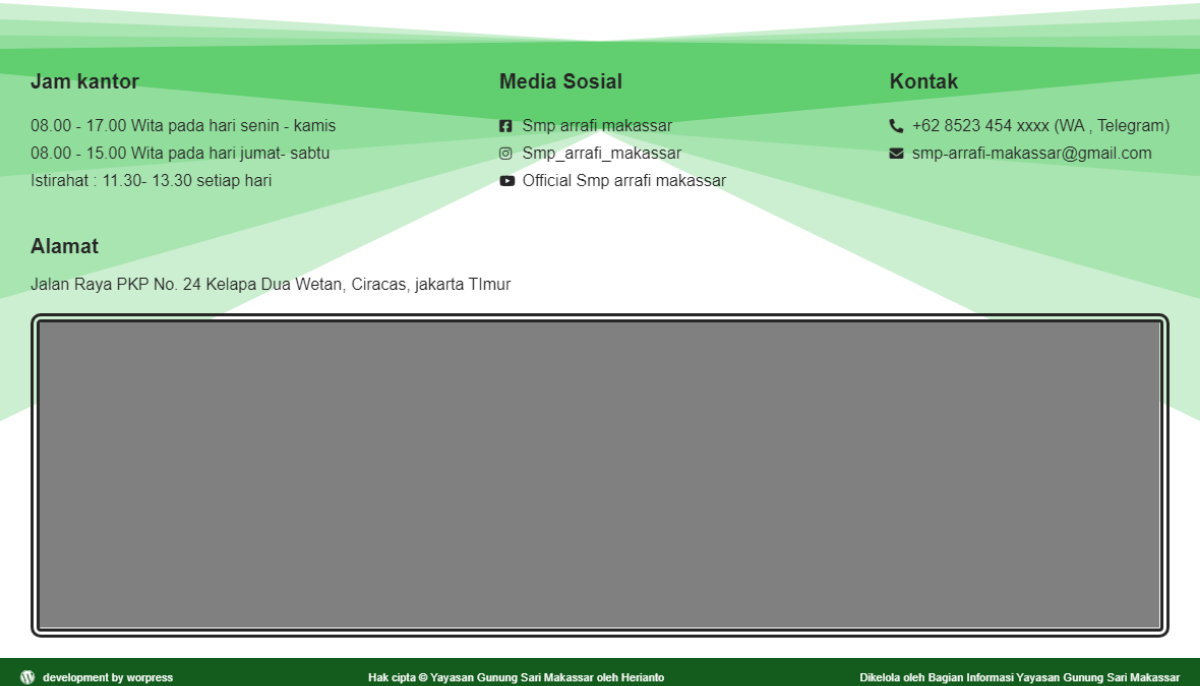 Jam kantor
08.00 - 17.00 Wita pada hari senin - kamis
08.00 - 15.00 Wita pada hari jumat- sabtu
Istirahat : 11.30- 13.30 setiap hari
Media Sosial
Smp arrafi makassar
Smp_arrafi_makassar
Official Smp arrafi makassar
Kontak
+62 8523 454 xxxx (WA , Telegram)
smp-arrafi-makassar@gmail.com
Alamat
Jalan Raya PKP No. 24 Kelapa Dua Wetan, Ciracas, jakarta TImur
development by worpress
Hak cipta © Yayasan Gunung Sari Makassar oleh Herianto
Dikelola oleh Bagian Informasi Yayasan Gunung Sari Makassar